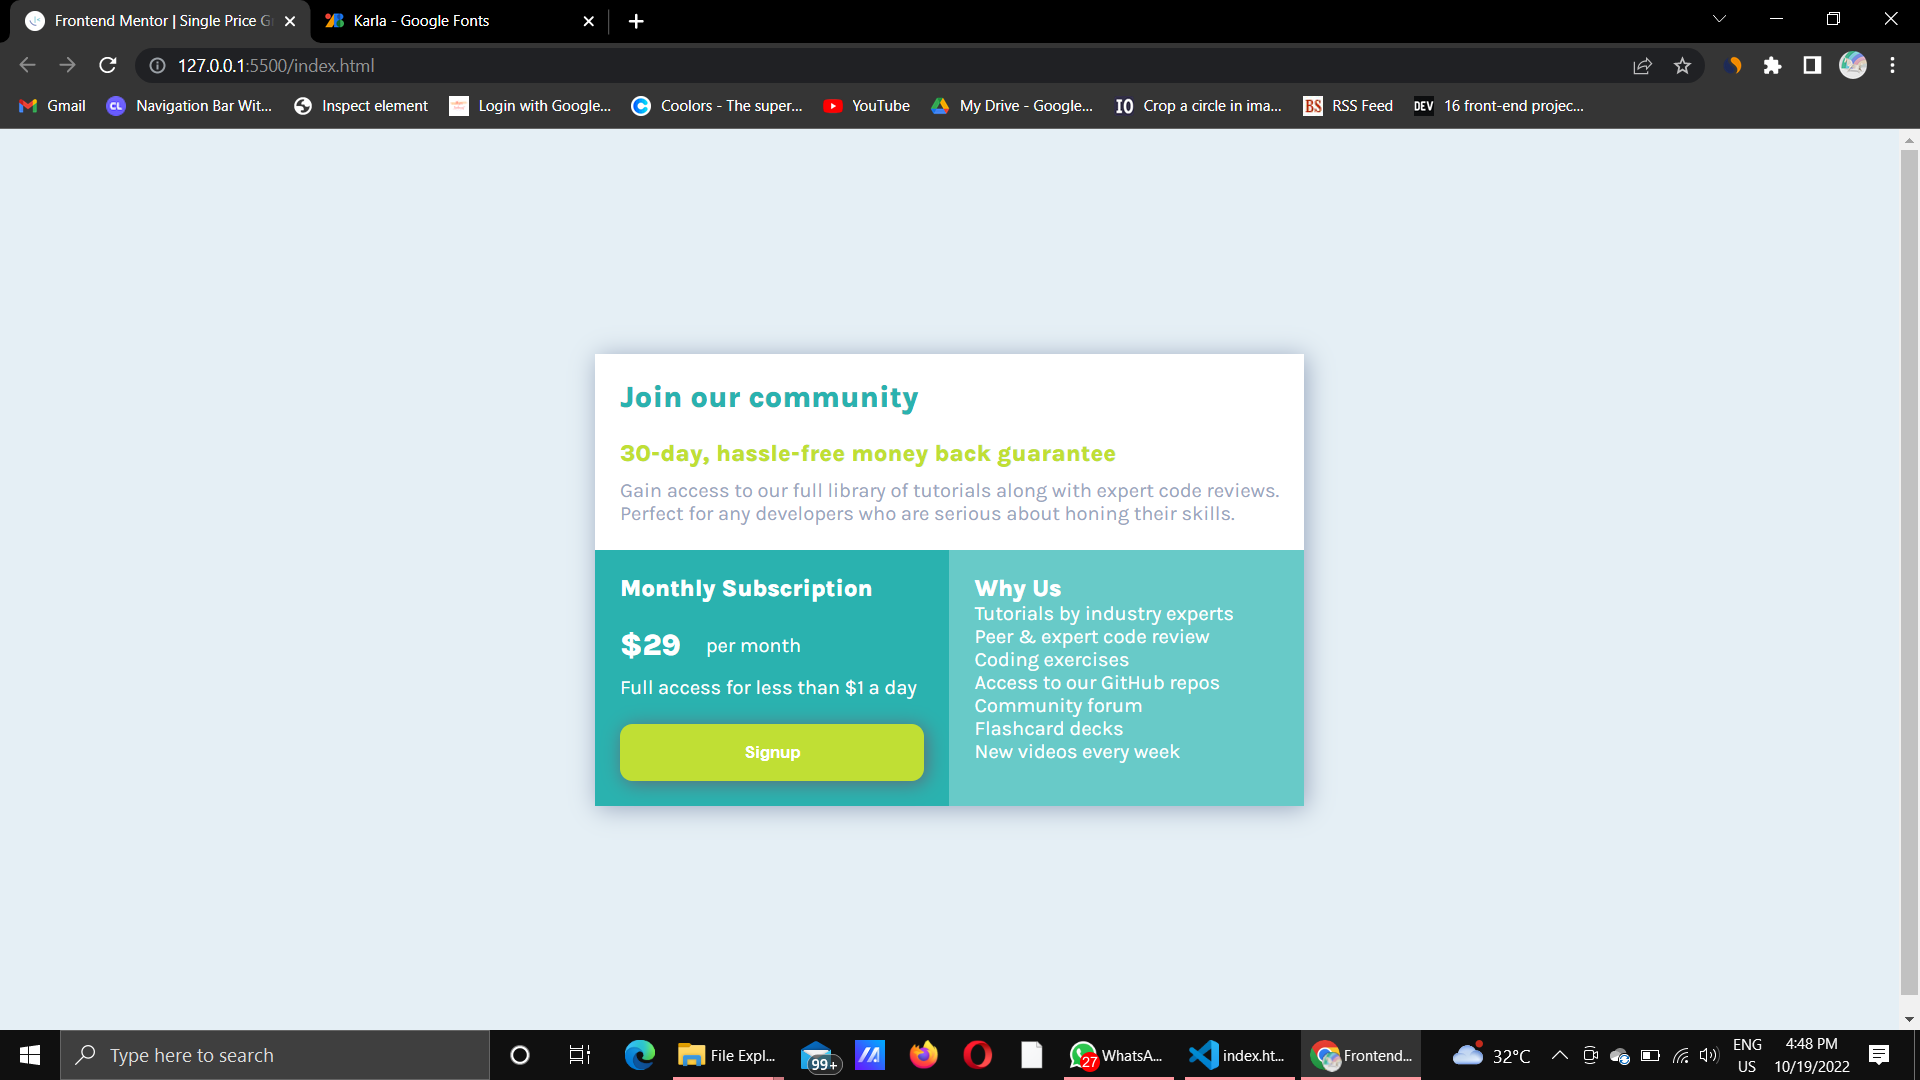 Frontend Mentor | Single Price G
Karla - Google Fonts
127.0.0.1:5500/index.html
Gmail
CL Navigation Bar Wit...
Inspect element
Login with Google...
Coolors - The super...
YouTube
My Drive - Google...
IO Crop a circle in ima...
BS RSS Feed
DEV 16 front-end projec...
Join our community
30-day, hassle-free money back guarantee
Gain access to our full library of tutorials along with expert code reviews.
Perfect for any developers who are serious about honing their skills.
Monthly Subscription
$29 per month
Full access for less than $1 a day
Signup
Why Us
Tutorials by industry experts
Peer & expert code review
Coding exercises
Access to our GitHub repos
Community forum
Flashcard decks
New videos every week
Type here to search
File Expl...
99+
27 WhatsA...
index.ht...
Frontend...
32°C
ENG
US
4:48 PM
10/19/2022